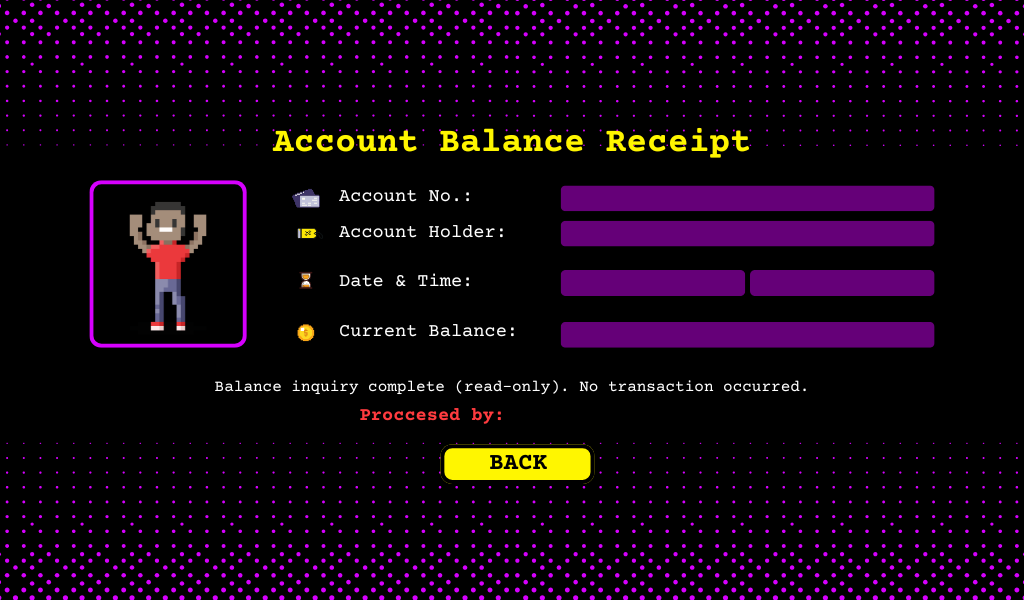 Account Balance Receipt
Account No.:
Account Holder:
Date & Time:
Current Balance:
Balance inquiry complete (read-only). No transaction occurred.
Proccesed by:
BACK